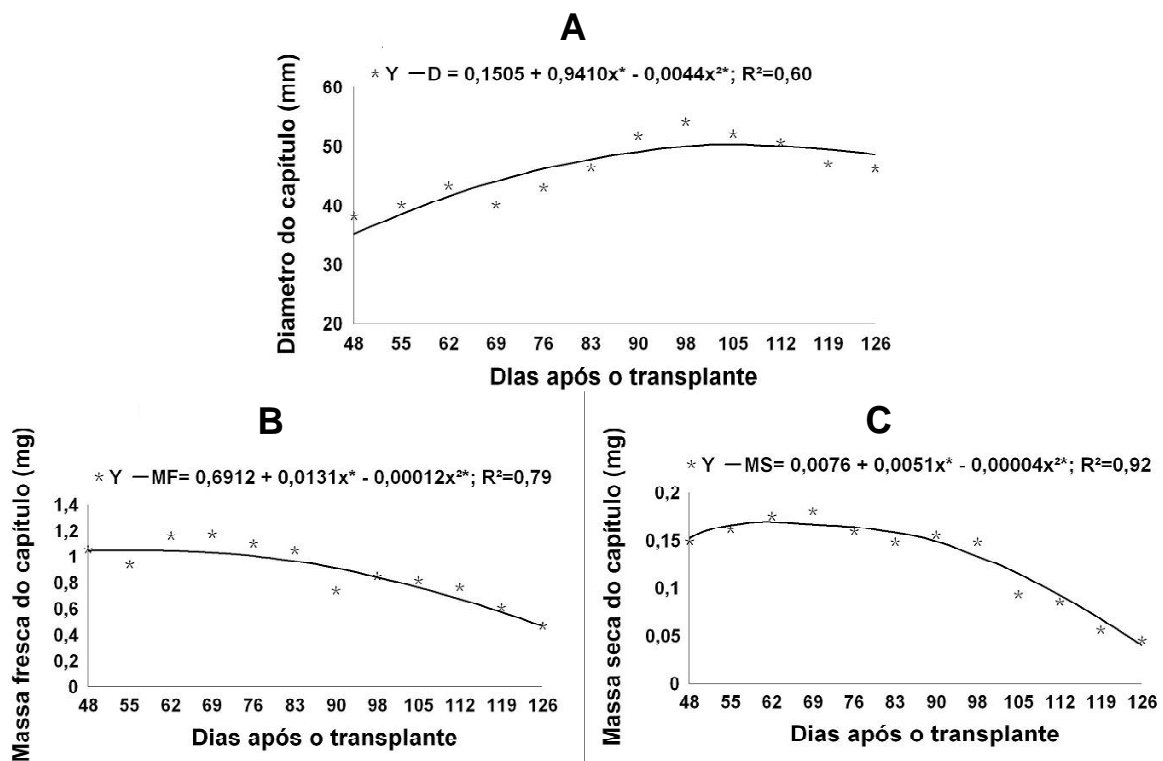 A
* Y — D = 0,1505 + 0,9410x* - 0,0044x²*; R²=0,60
Diametro do capítulo (mm)
60
50
40
30
20
48 55 62 69 76 83 90 98 105 112 119 126
Dias após o transplante
B
* Y — MF= 0,6912 + 0,0131x* - 0,00012x²*; R²=0,79
Massa fresca do capítulo (mg)
1,4
1,2
1
0,8
0,6
0,4
0,2
0
48 55 62 69 76 83 90 98 105 112 119 126
Dias após o transplante
C
* Y — MS= 0,0076 + 0,0051x* - 0,00004x²*; R²=0,92
Massa seca do capítulo (mg)
0,2
0,15
0,1
0,05
0
48 55 62 69 76 83 90 98 105 112 119 126
Dias após o transplante